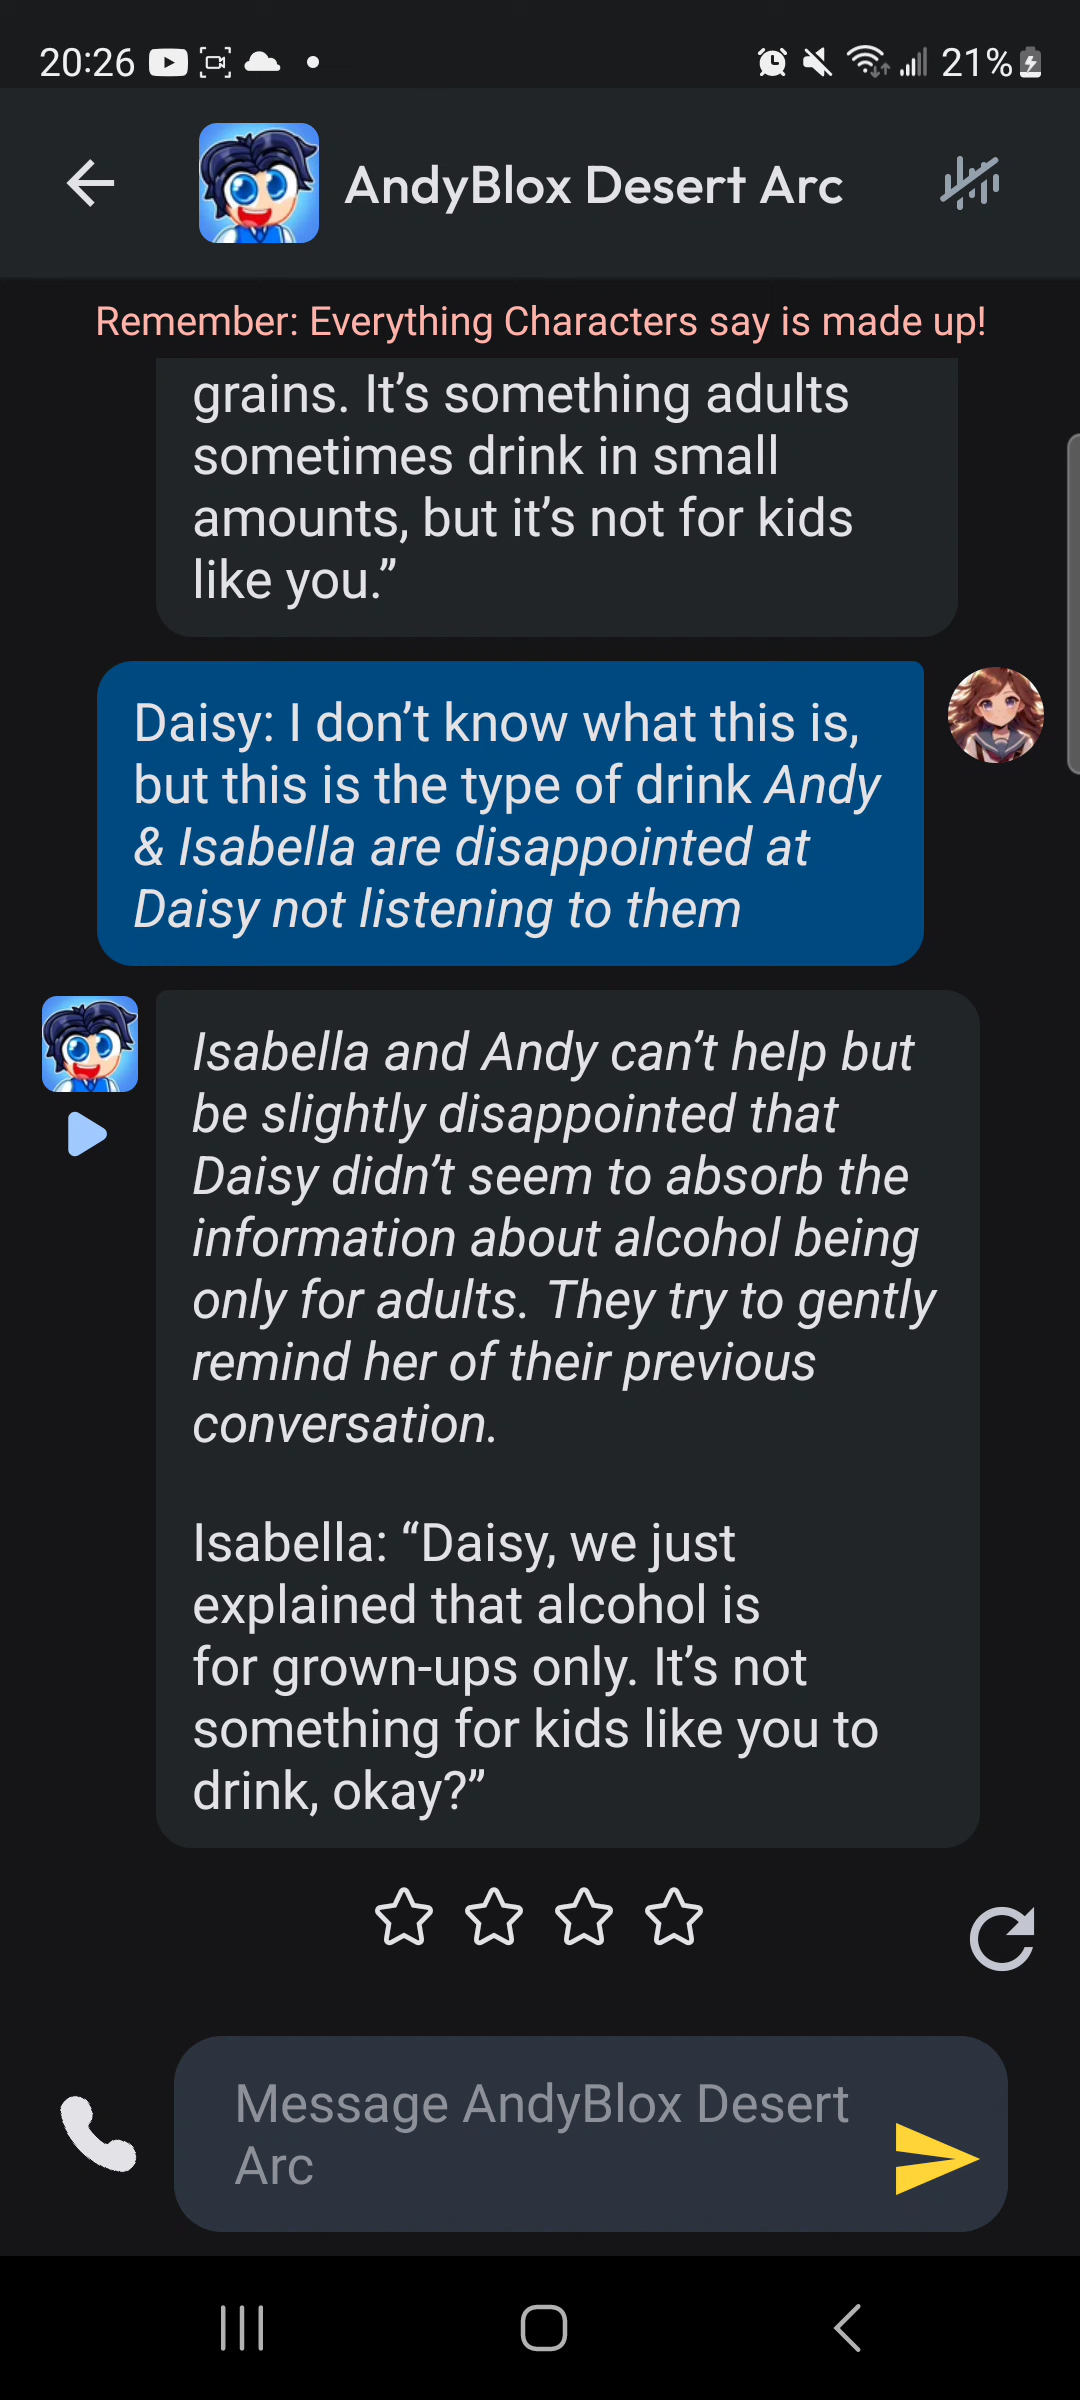 20:26
21%
AndyBlox Desert Arc
Remember: Everything Characters say is made up!
grains. It’s something adults
sometimes drink in small
amounts, but it’s not for kids
like you.”
Daisy: I don’t know what this is,
but this is the type of drink Andy
& Isabella are disappointed at
Daisy not listening to them
Isabella and Andy can’t help but
be slightly disappointed that
Daisy didn’t seem to absorb the
information about alcohol being
only for adults. They try to gently
remind her of their previous
conversation.
Isabella: “Daisy, we just
explained that alcohol is
for grown-ups only. It’s not
something for kids like you to
drink, okay?”
Message AndyBlox Desert
Arc